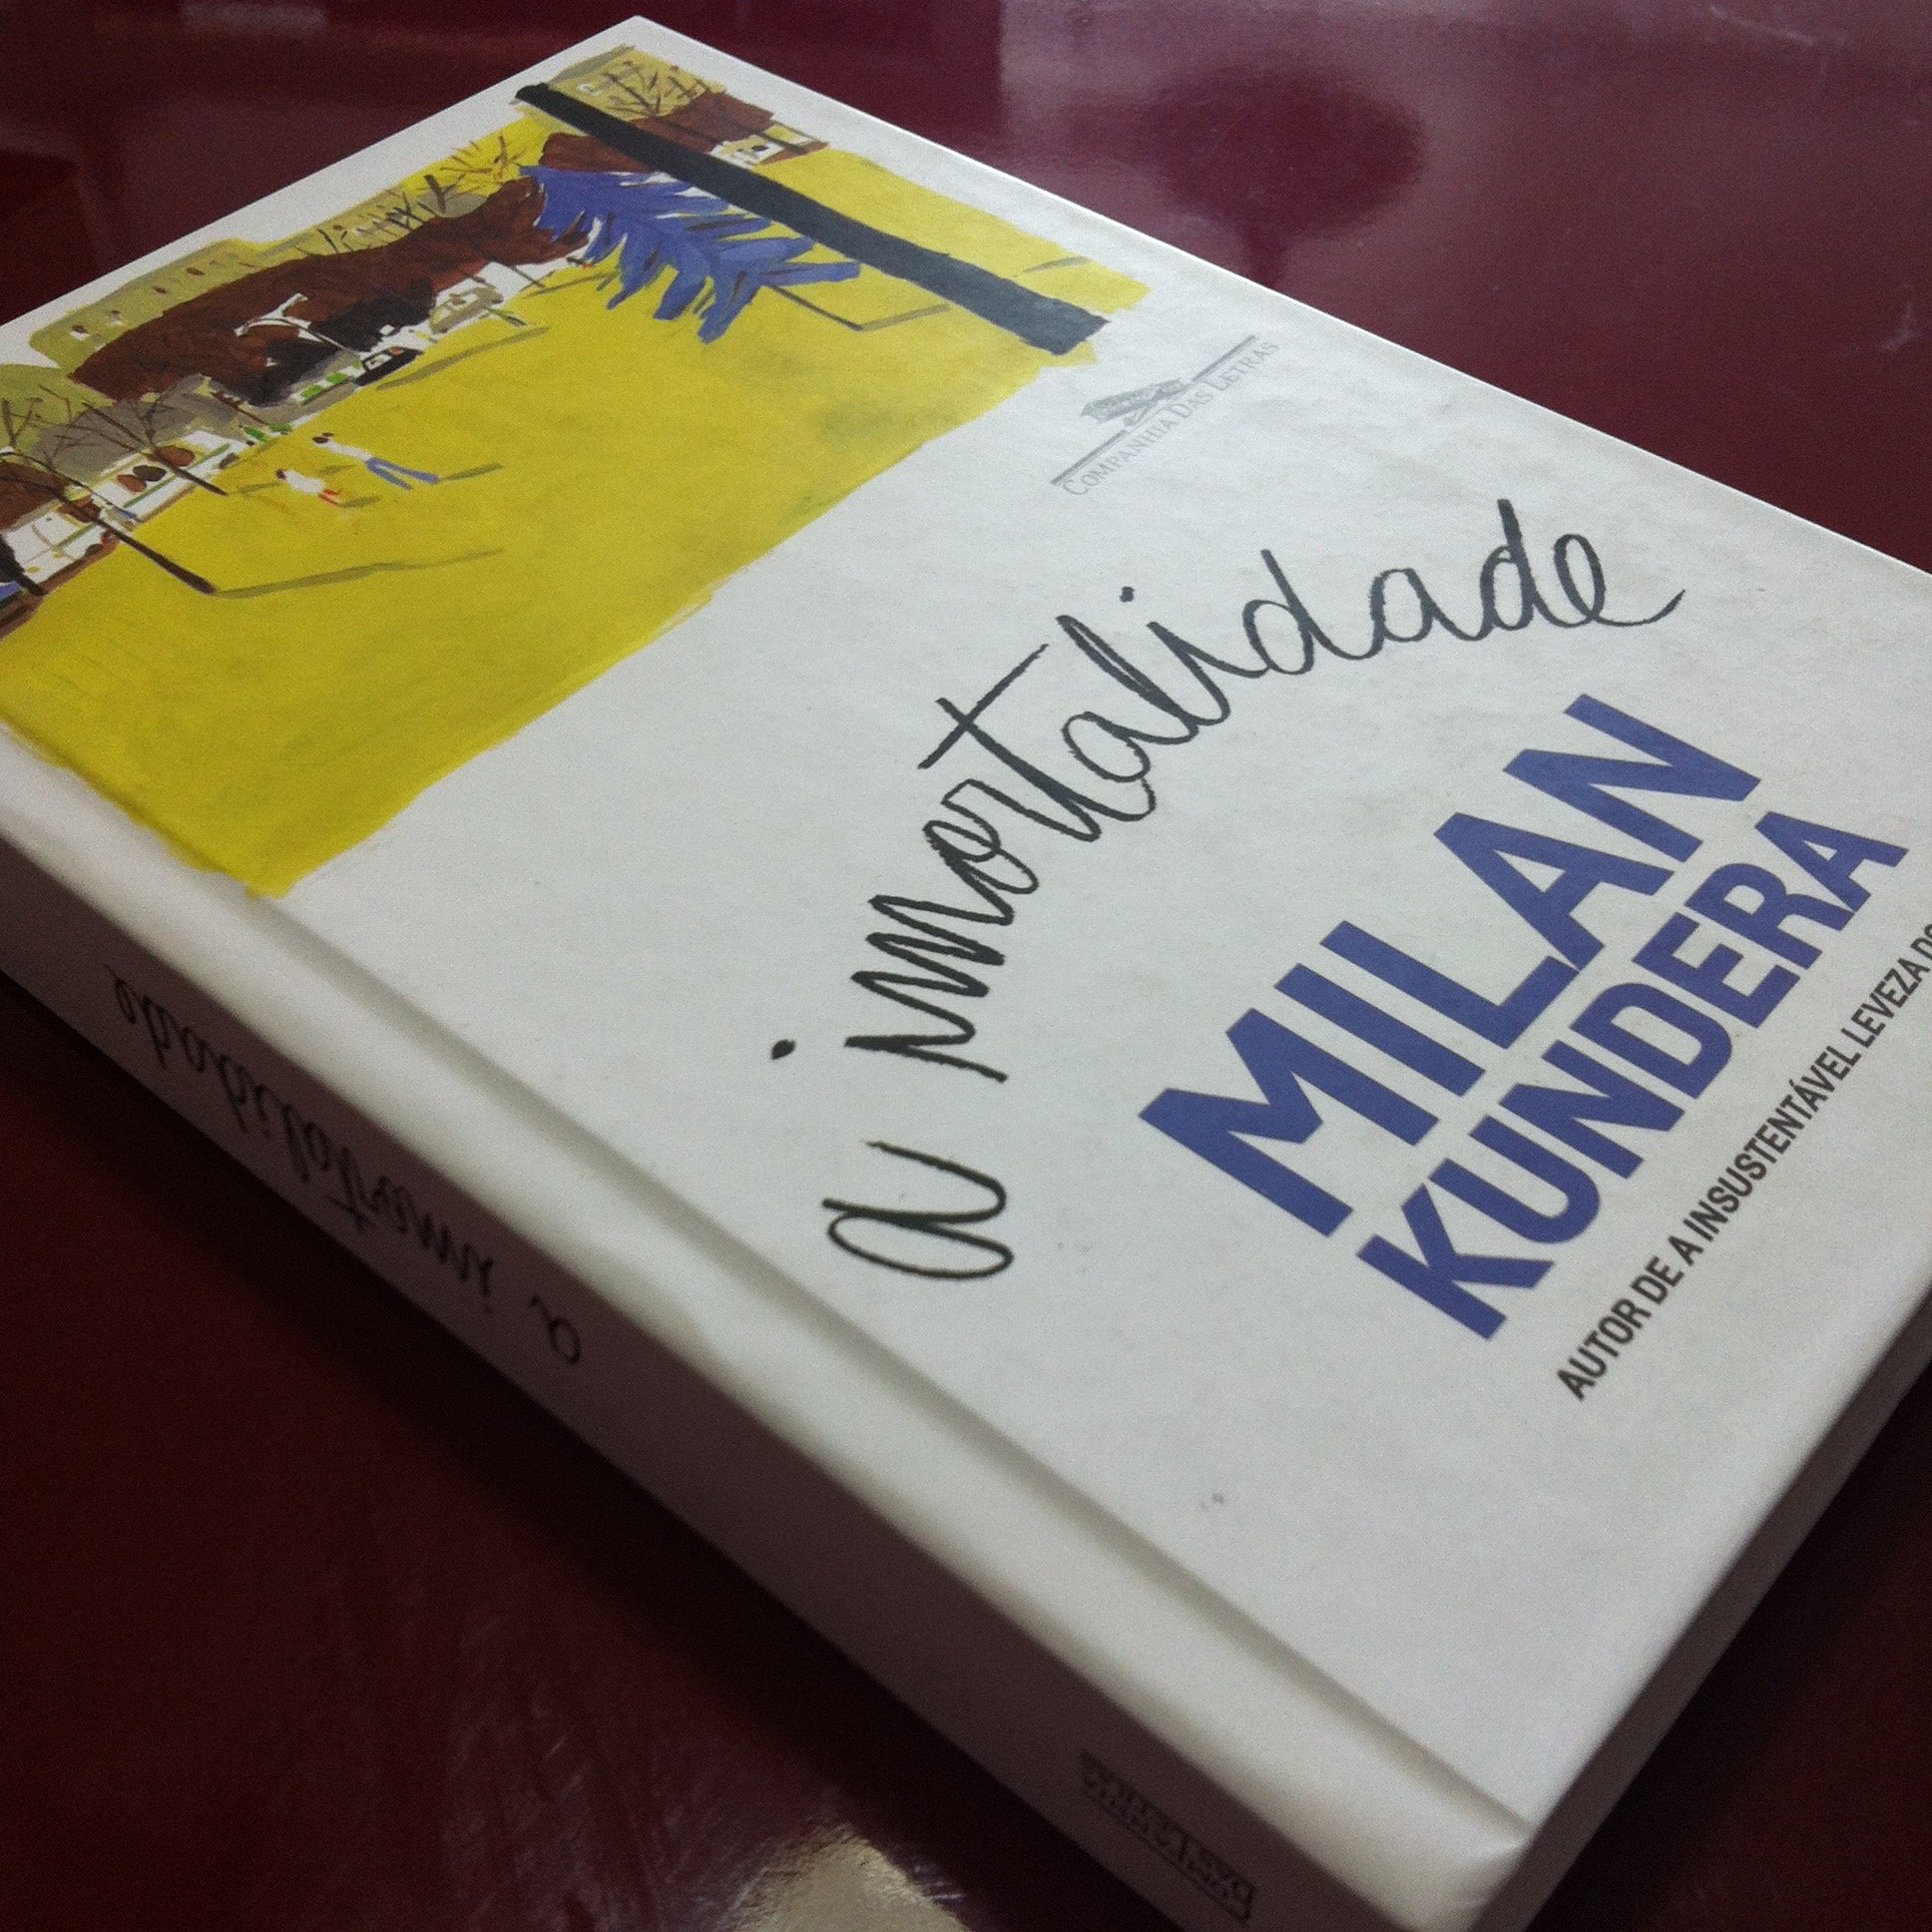 COMPANHIA DAS LETRAS
a imortalidade
MILAN
KUNDERA
AUTOR DE A INSUSTENTÁVEL LEVEZA DO
a imortalidade